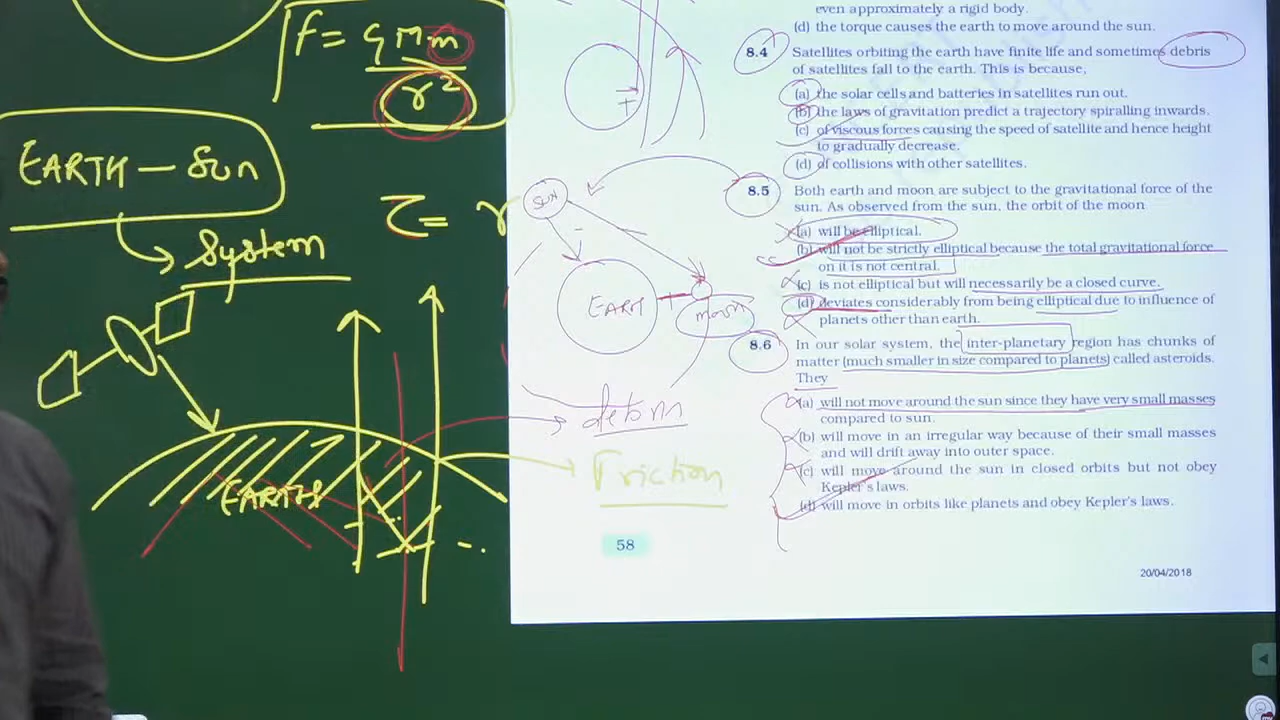 F = G M m
r²
EARTH – Sun
System
τ = r
EARTH
SUN
EARTH
moon
debris
Friction
even approximately a rigid body.
(d) the torque causes the earth to move around the sun.
8.4 Satellites orbiting the earth have finite life and sometimes debris
of satellites fall to the earth. This is because,
(a) the solar cells and batteries in satellites run out.
(b) the laws of gravitation predict a trajectory spiralling inwards.
(c) of viscous forces causing the speed of satellite and hence height
to gradually decrease.
(d) of collisions with other satellites.
8.5 Both earth and moon are subject to the gravitational force of the
sun. As observed from the sun, the orbit of the moon
(a) will be elliptical.
(b) will not be strictly elliptical because the total gravitational force
on it is not central.
(c) is not elliptical but will necessarily be a closed curve.
(d) deviates considerably from being elliptical due to influence of
planets other than earth.
8.6 In our solar system, the inter-planetary region has chunks of
matter (much smaller in size compared to planets) called asteroids.
They
(a) will not move around the sun since they have very small masses
compared to sun.
(b) will move in an irregular way because of their small masses
and will drift away into outer space.
(c) will move around the sun in closed orbits but not obey
Kepler's laws.
(d) will move in orbits like planets and obey Kepler's laws.
58
20/04/2018